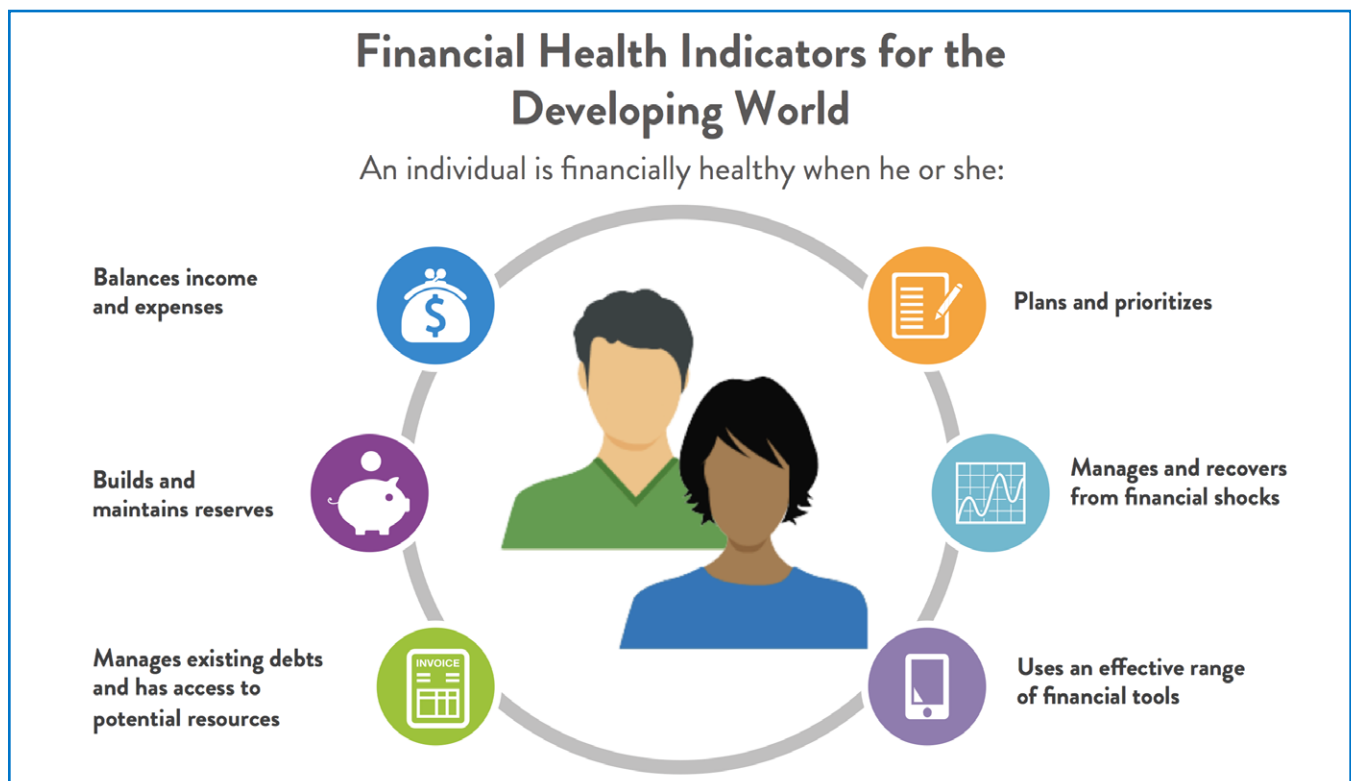 Financial Health Indicators for the
Developing World
An individual is financially healthy when he or she:
Balances income
and expenses
$
Plans and prioritizes
Builds and
maintains reserves
Manages and recovers
from financial shocks
Manages existing debts
and has access to
potential resources
INVOICE
Uses an effective range
of financial tools